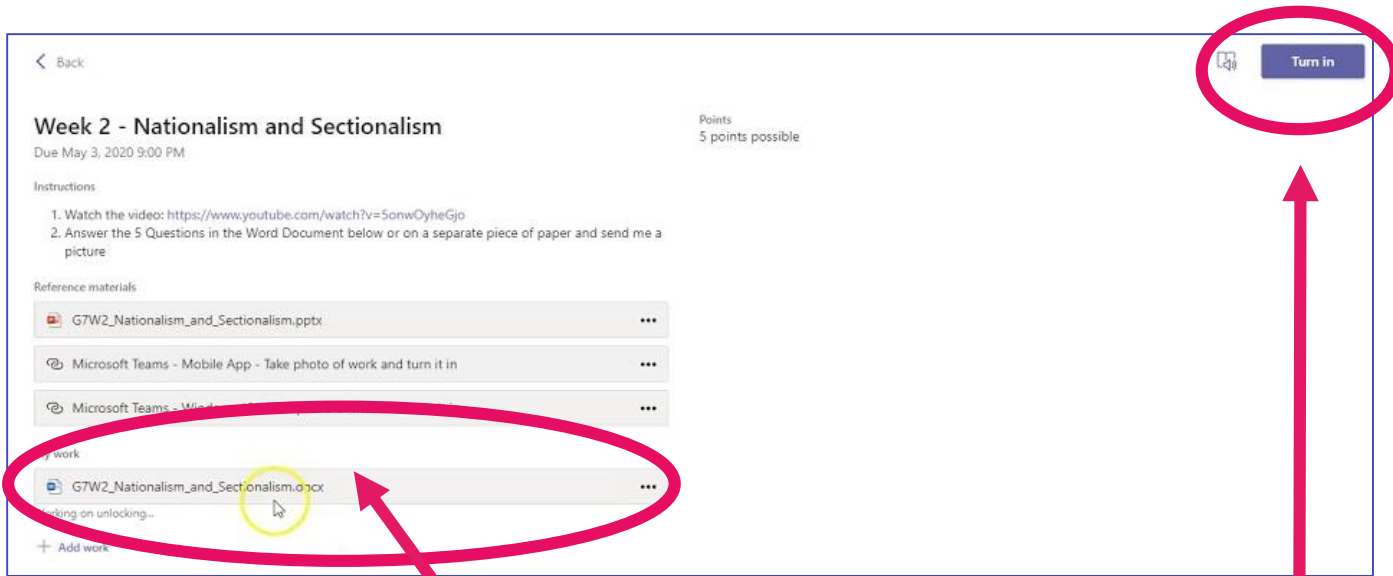 Back
Turn in
Week 2 - Nationalism and Sectionalism
Due May 3, 2020 9:00 PM
Points
5 points possible
Instructions
1. Watch the video: https://www.youtube.com/watch?v=5onwOyheGjo
2. Answer the 5 Questions in the Word Document below or on a separate piece of paper and send me a
picture
Reference materials
G7W2_Nationalism_and_Sectionalism.pptx
Microsoft Teams - Mobile App - Take photo of work and turn it in
Microsoft Teams -
work
G7W2_Nationalism_and_Sectionalism.docx
Working on unlocking...
+ Add work